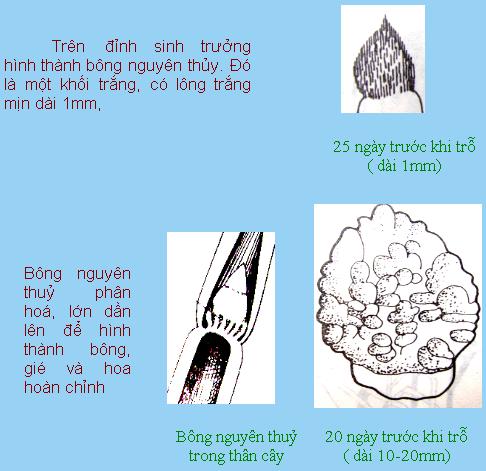 Trên đỉnh sinh trưởng
hình thành bông nguyên thủy. Đó
là một khối trắng, có lông trắng
mịn dài 1mm,
25 ngày trước khi trỗ
( dài 1mm)
Bông nguyên
thuỷ phân
hoá, lớn dần
lên để hình
thành bông,
gié và hoa
hoàn chỉnh
Bông nguyên thuỷ
trong thân cây
20 ngày trước khi trỗ
( dài 10-20mm)